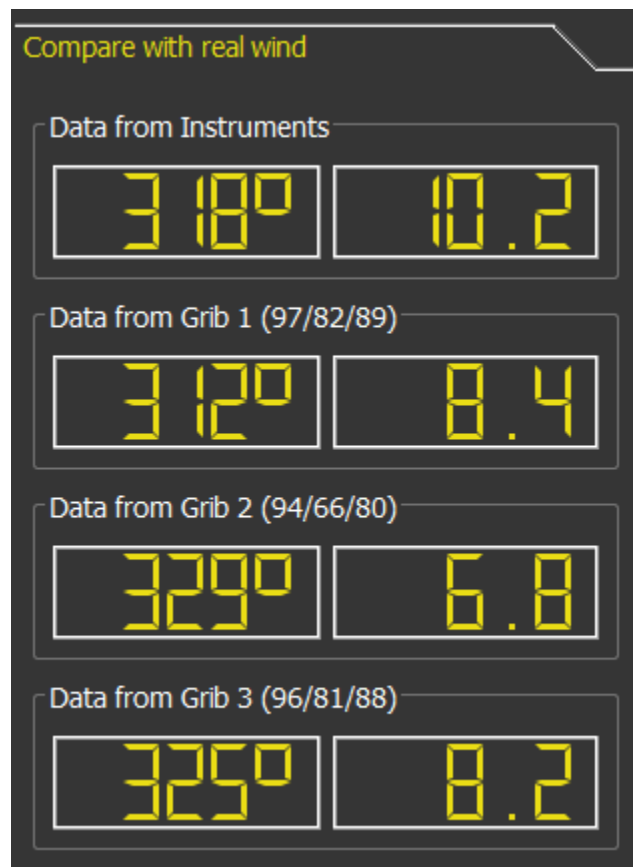 Compare with real wind
Data from Instruments
318° 10.2
Data from Grib 1 (97/82/89)
312° 8.4
Data from Grib 2 (94/66/80)
329° 6.8
Data from Grib 3 (96/81/88)
325° 8.2